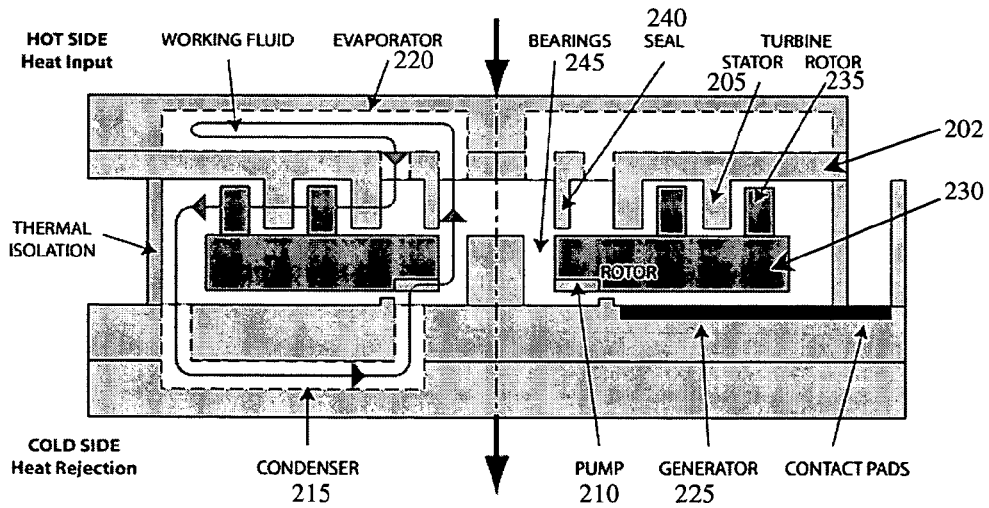 HOT SIDE
Heat Input
WORKING FLUID
EVAPORATOR
220
BEARINGS
245
240
SEAL
TURBINE
STATOR ROTOR
205 235
202
230
THERMAL
ISOLATION
ROTOR
COLD SIDE
Heat Rejection
CONDENSER
215
PUMP
210
GENERATOR
225
CONTACT PADS